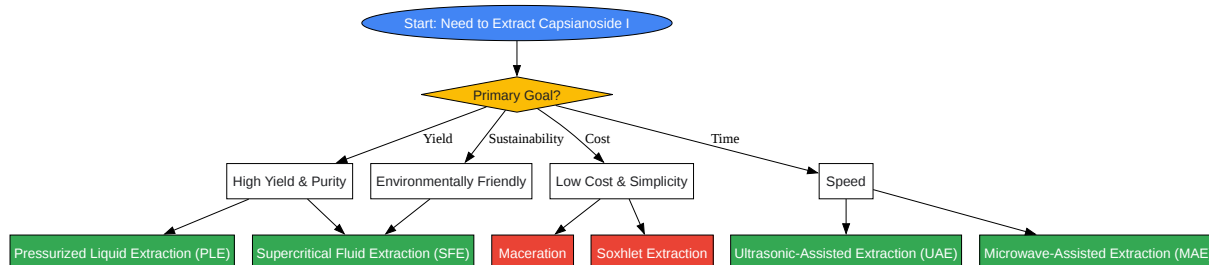 Start: Need to Extract Capsianoside I
Primary Goal?
Yield
Sustainability
Cost
Time
High Yield & Purity
Environmentally Friendly
Low Cost & Simplicity
Speed
Pressurized Liquid Extraction (PLE)
Supercritical Fluid Extraction (SFE)
Maceration
Soxhlet Extraction
Ultrasonic-Assisted Extraction (UAE)
Microwave-Assisted Extraction (MAE